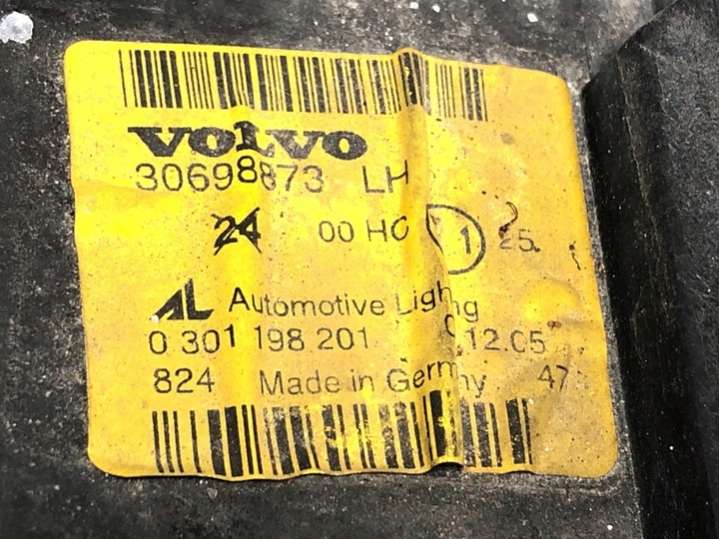 VOLVO
30698873 LH
24 00 HC 1 25.
AL Automotive Lighting
0 301 198 201 12.05
824 Made in Germany 47